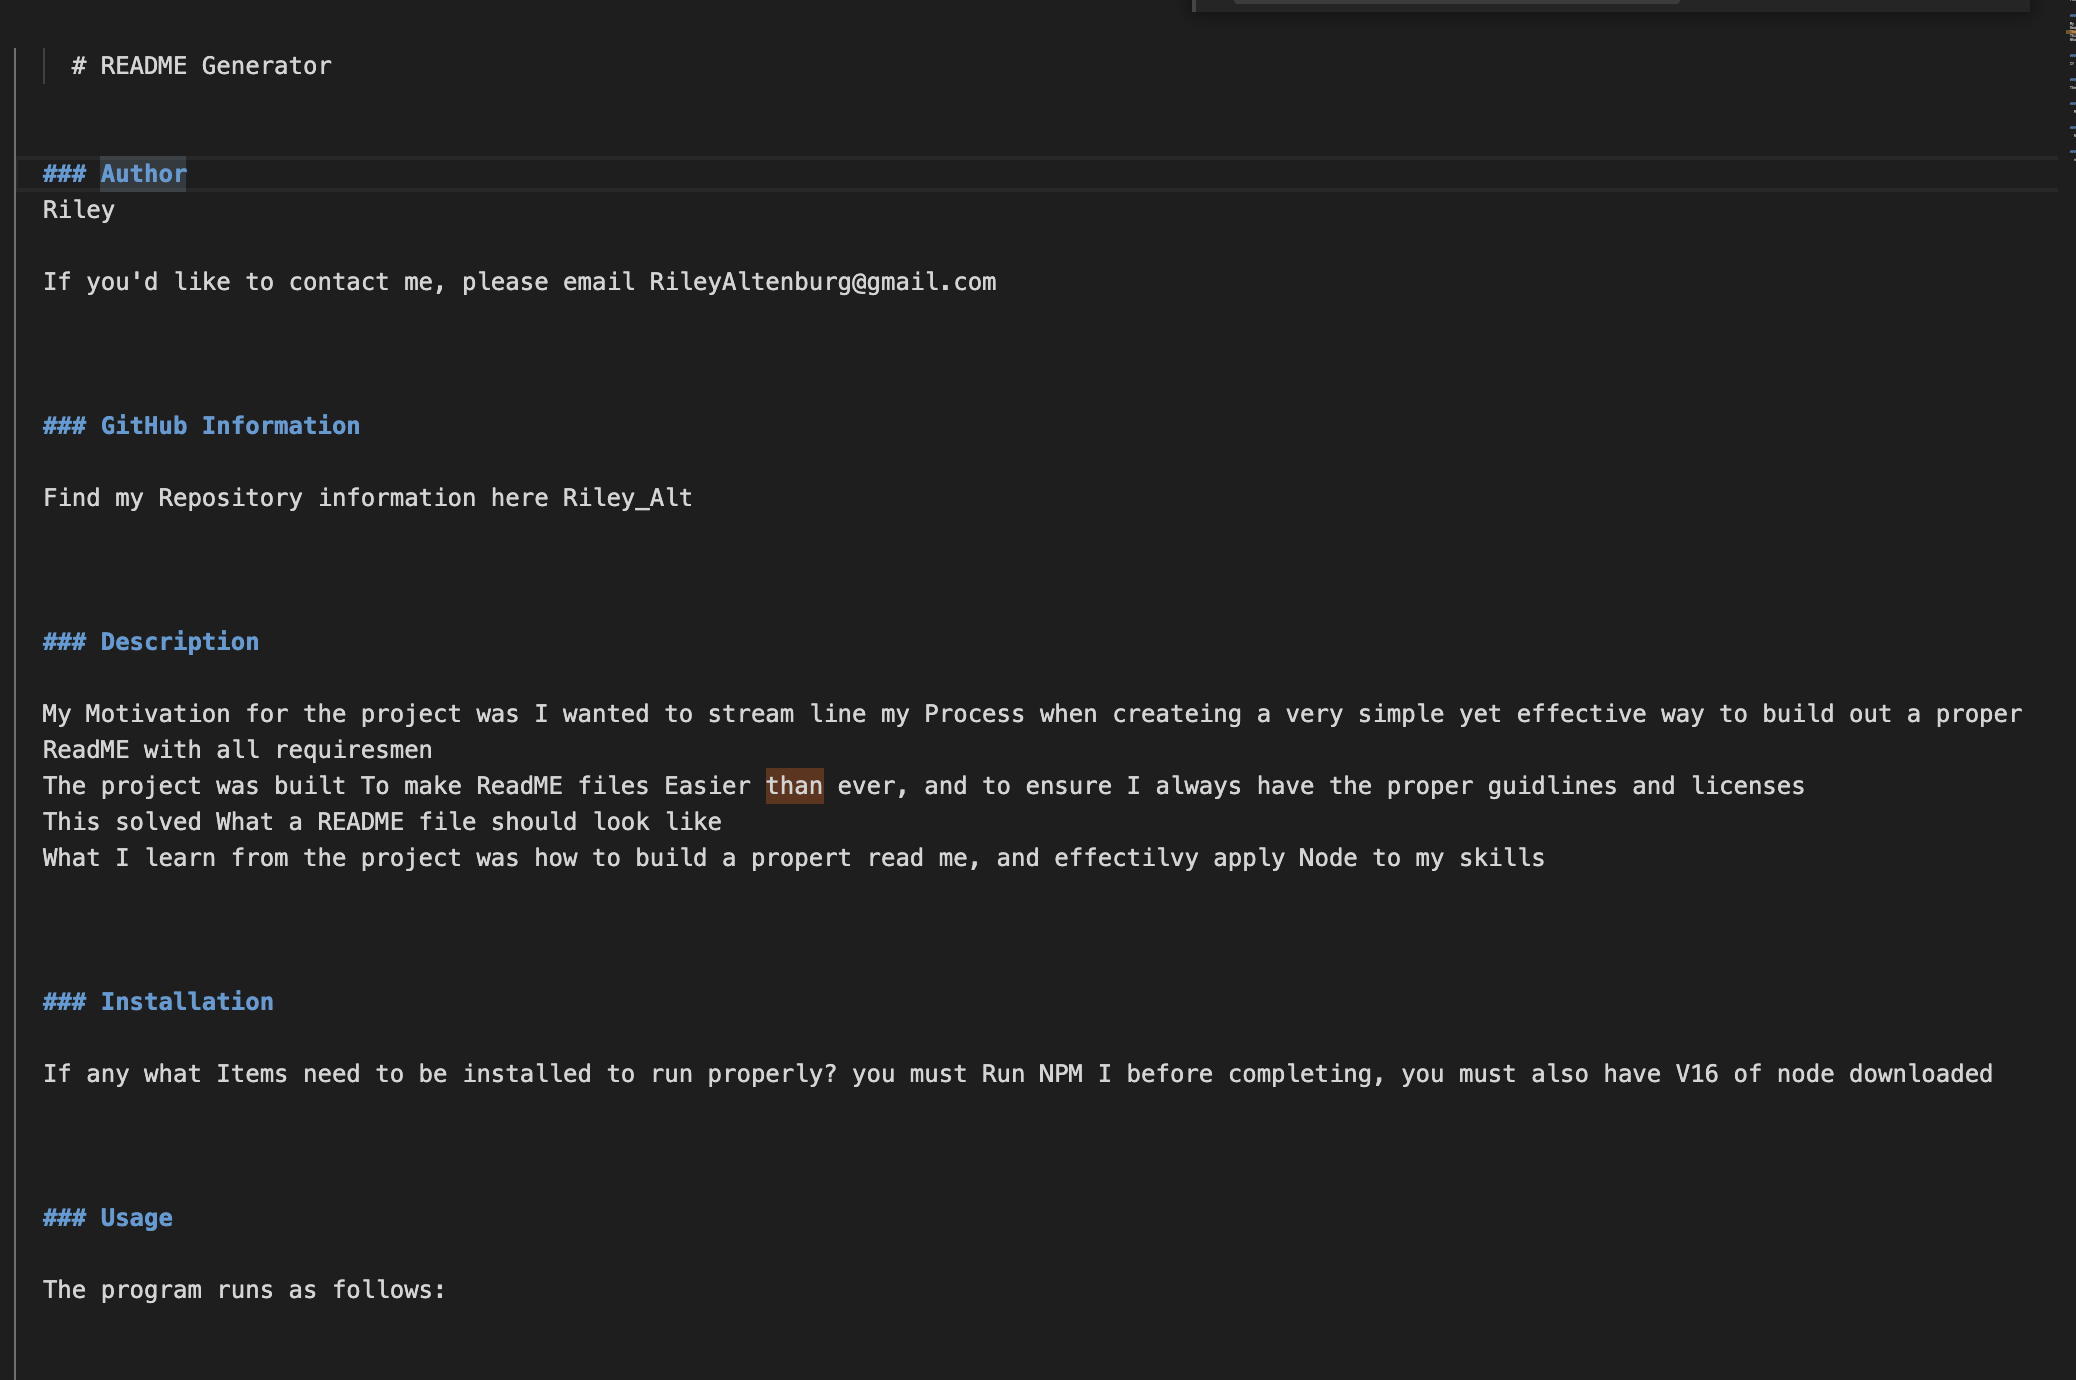 # README Generator
### Author
Riley
If you'd like to contact me, please email RileyAltenburg@gmail.com
### GitHub Information
Find my Repository information here Riley_Alt
### Description
My Motivation for the project was I wanted to stream line my Process when createing a very simple yet effective way to build out a proper
ReadME with all requiresmen
The project was built To make ReadME files Easier than ever, and to ensure I always have the proper guidlines and licenses
This solved What a README file should look like
What I learn from the project was how to build a propert read me, and effectilvy apply Node to my skills
### Installation
If any what Items need to be installed to run properly? you must Run NPM I before completing, you must also have V16 of node downloaded
### Usage
The program runs as follows: